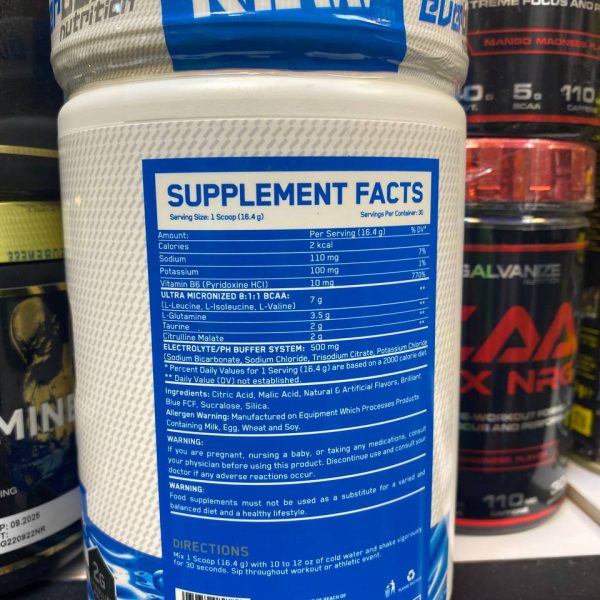 nutrition
SUPPLEMENT FACTS
Serving Size: 1 Scoop (16.4 g) Servings Per Container: 30
Amount: Per Serving (16.4 g) % DV*
Calories 2 kcal
Sodium 110 mg 7%
Potassium 100 mg 1%
Vitamin B6 (Pyridoxine HCl) 10 mg 770%
ULTRA MICRONIZED 8:1:1 BCAA: 7 g **
(L-Leucine, L-Isoleucine, L-Valine)
L-Glutamine 3.5 g **
Taurine 2 g **
Citrulline Malate 2 g
ELECTROLYTE/PH BUFFER SYSTEM: 500 mg
(Sodium Bicarbonate, Sodium Chloride, Trisodium Citrate, Potassium Chloride
* Percent Daily Values for 1 Serving (16.4 g) are based on a 2000 calorie diet.
** Daily Value (DV) not established.
Ingredients: Citric Acid, Malic Acid, Natural & Artificial Flavors, Brilliant
Blue FCF, Sucralose, Silica.
Allergen Warning: Manufactured on Equipment Which Processes Products
Containing Milk, Egg, Wheat and Soy.
WARNING:
If you are pregnant, nursing a baby, or taking any medications, consult
your physician before using this product. Discontinue use and consult your
doctor if any adverse reactions occur.
WARNING:
Food supplements must not be used as a substitute for a varied and
balanced diet and a healthy lifestyle.
DIRECTIONS
Mix 1 Scoop (16.4 g) with 10 to 12 oz of cold water and shake vigorously
for 30 seconds. Sip throughout workout or athletic event.
2G
XTREME FOCUS AND
MANGO MADNESS FLAVOR
5G 110
BCAA
GALVANIZE
NUTRITION
110
09.2026
G220922NR